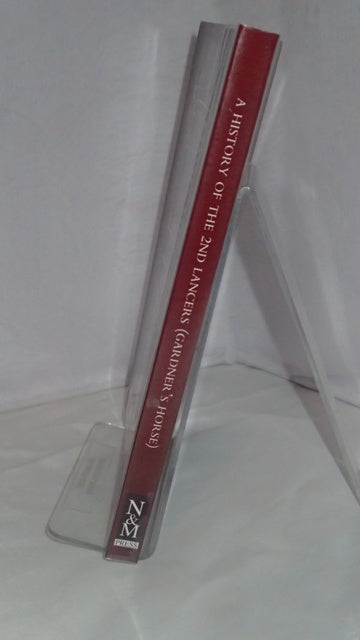 A HISTORY OF THE 2ND LANCERS (GARDNER'S HORSE)
N
&
M
PRESS